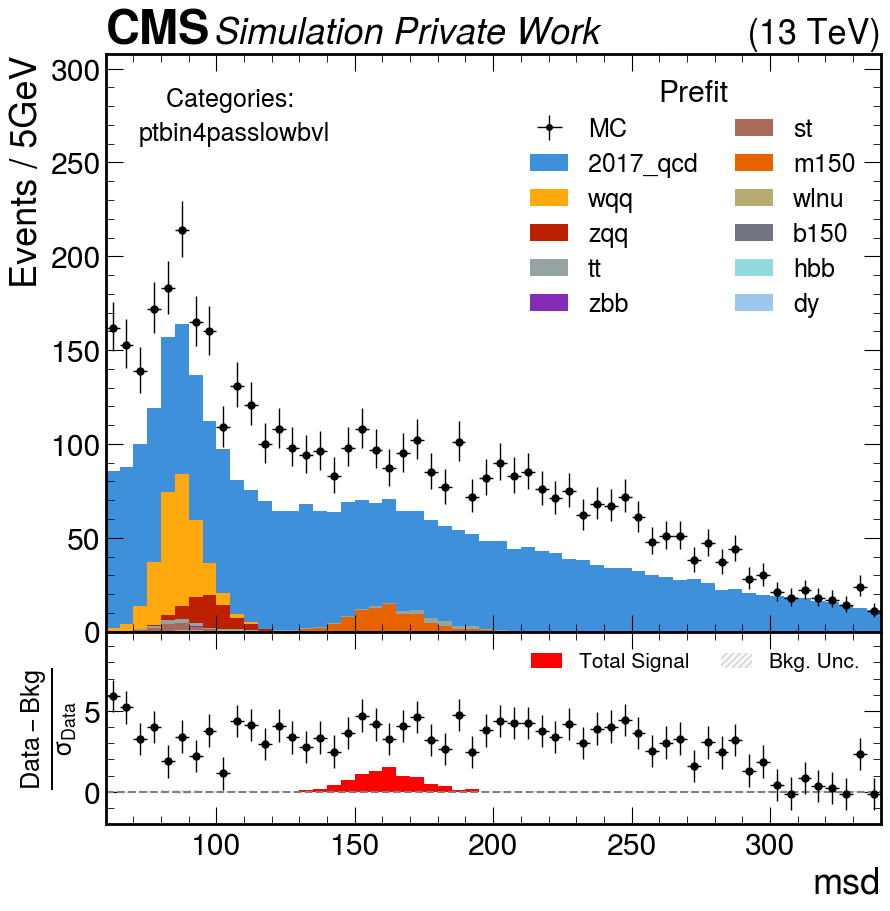 CMS Simulation Private Work (13 TeV)
Events / 5GeV
300
250
200
150
100
50
0
Categories:
ptbin4passlowbvl
Prefit
MC
2017_qcd
wqq
zqq
tt
zbb
st
m150
wlnu
b150
hbb
dy
Data − Bkg
σData
5
0
Total Signal
Bkg. Unc.
100 150 200 250 300
msd